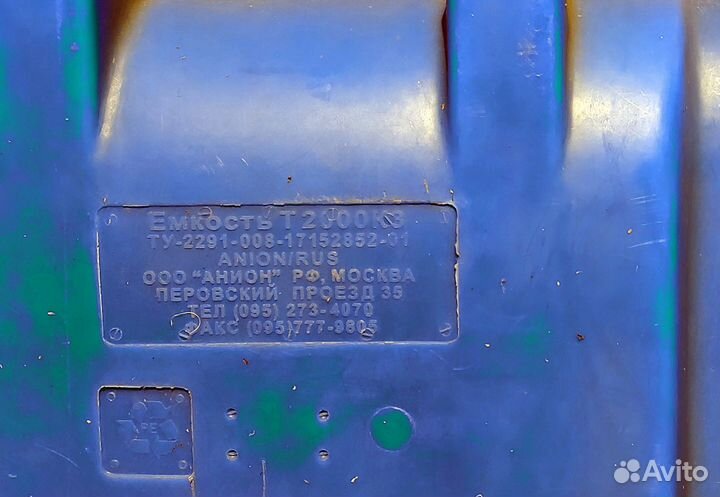 Емкость Т2000К3
ТУ-2291-008-17152852-01
ANION/RUS
ООО "АНИОН" РФ, МОСКВА
ПЕРОВСКИЙ ПРОЕЗД 35
ТЕЛ (095) 273-4070
ФАКС (095)777-9805
PE
Avito